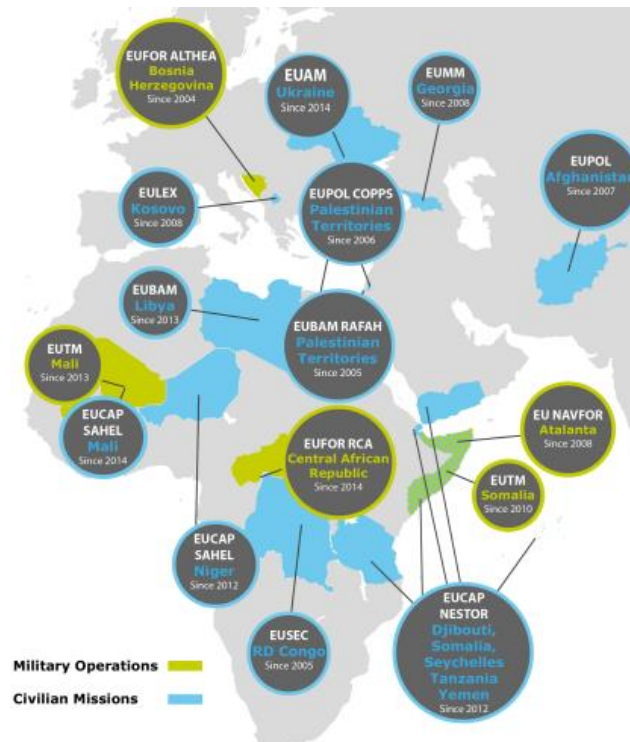 EUFOR ALTHEA
Bosnia
Herzegovina
Since 2004
EUAM
Ukraine
Since 2014
EUMM
Georgia
Since 2008
EUPOL
Afghanistan
Since 2007
EULEX
Kosovo
Since 2008
EUPOL COPPS
Palestinian
Territories
Since 2006
EUBAM
Libya
Since 2013
EUBAM RAFAH
Palestinian
Territories
Since 2005
EUTM
Mali
Since 2013
EUCAP
SAHEL
Mali
Since 2014
EUFOR RCA
Central African
Republic
Since 2014
EU NAVFOR
Atalanta
Since 2008
EUTM
Somalia
Since 2010
EUCAP
SAHEL
Niger
Since 2012
EUSEC
RD Congo
Since 2005
EUCAP
NESTOR
Djibouti,
Somalia,
Seychelles
Tanzania
Yemen
Since 2012
Military Operations
Civilian Missions